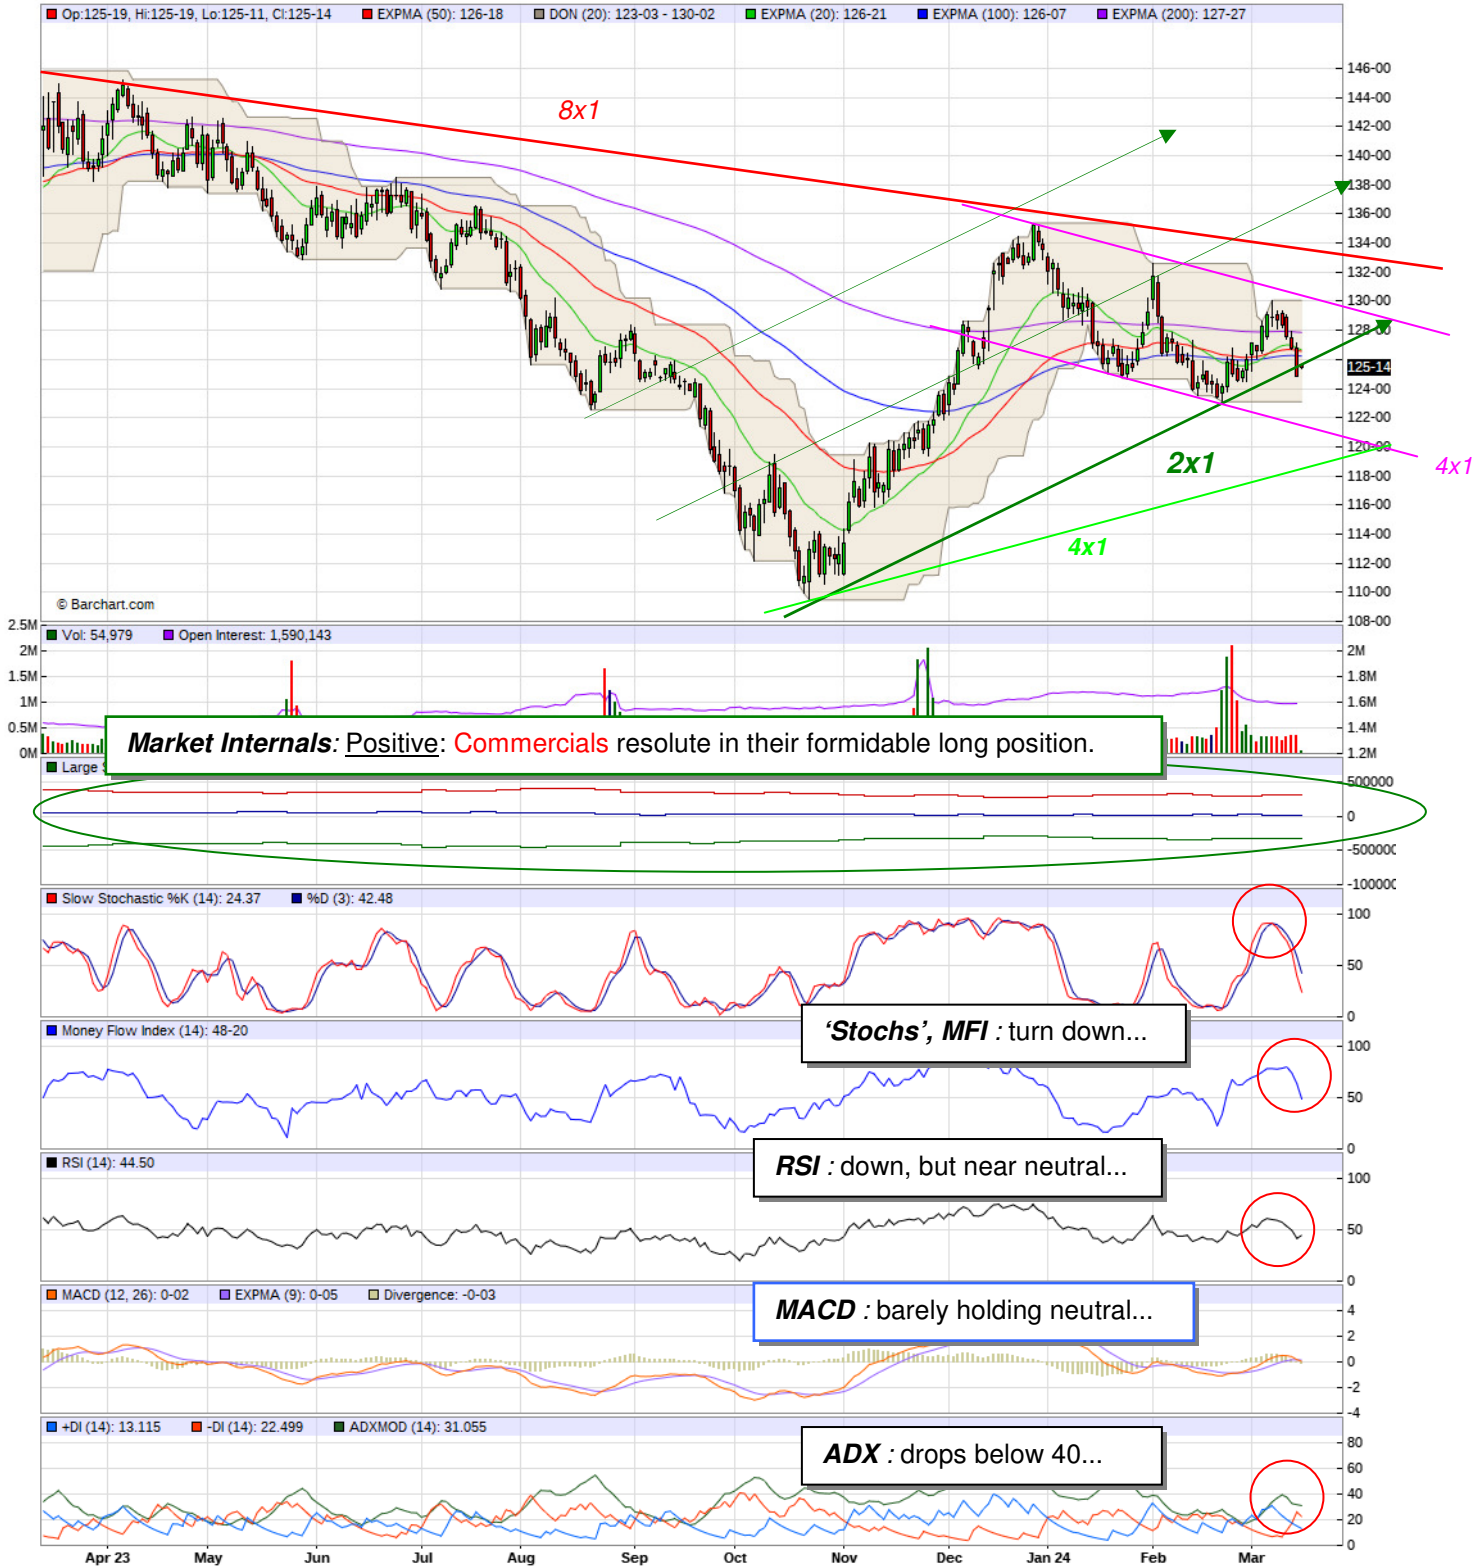 Op:125-19, Hi:125-19, Lo:125-11, Cl:125-14 EXPMA (50): 126-18 DON (20): 123-03 - 130-02 EXPMA (20): 126-21 EXPMA (100): 126-07 EXPMA (200): 127-27
146-00
144-00
8x1
142-00
140-00
138-00
136-00
134-00
132-00
130-00
128-00
125-14
124-00
122-00
120-00
2x1
4x1
118-00
116-00
114-00
4x1
112-00
110-00
© Barchart.com
108-00
2.5M
Vol: 54,979 Open Interest: 1,590,143
2M 2M
1.5M 1.8M
1M 1.6M
0.5M 1.4M
Market Internals: Positive: Commercials resolute in their formidable long position.
0M 1.2M
Large
500000
0
-500000
-100000
Slow Stochastic %K (14): 24.37 %D (3): 42.48
100
50
0
'Stochs', MFI : turn down...
Money Flow Index (14): 48-20
100
50
0
RSI (14): 44.50
RSI : down, but near neutral...
100
50
0
MACD (12, 26): 0-02 EXPMA (9): 0-05 Divergence: -0-03
MACD : barely holding neutral...
4
2
0
-2
-4
+DI (14): 13.115 -DI (14): 22.499 ADXMOD (14): 31.055
ADX : drops below 40...
80
60
40
20
0
Apr 23 May Jun Jul Aug Sep Oct Nov Dec Jan 24 Feb Mar